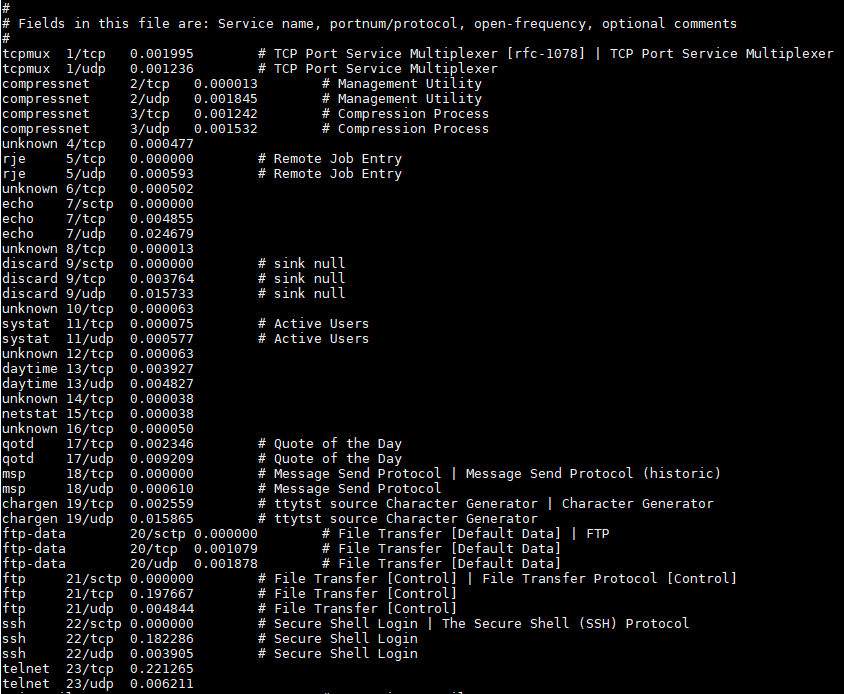 #
# Fields in this file are: Service name, portnum/protocol, open-frequency, optional comments
#
tcpmux 1/tcp 0.001995 # TCP Port Service Multiplexer [rfc-1078] | TCP Port Service Multiplexer
tcpmux 1/udp 0.001236 # TCP Port Service Multiplexer
compressnet 2/tcp 0.000013 # Management Utility
compressnet 2/udp 0.001845 # Management Utility
compressnet 3/tcp 0.001242 # Compression Process
compressnet 3/udp 0.001532 # Compression Process
unknown 4/tcp 0.000477
rje 5/tcp 0.000000 # Remote Job Entry
rje 5/udp 0.000593 # Remote Job Entry
unknown 6/tcp 0.000502
echo 7/sctp 0.000000
echo 7/tcp 0.004855
echo 7/udp 0.024679
unknown 8/tcp 0.000013
discard 9/sctp 0.000000 # sink null
discard 9/tcp 0.003764 # sink null
discard 9/udp 0.015733 # sink null
unknown 10/tcp 0.000063
systat 11/tcp 0.000075 # Active Users
systat 11/udp 0.000577 # Active Users
unknown 12/tcp 0.000063
daytime 13/tcp 0.003927
daytime 13/udp 0.004827
unknown 14/tcp 0.000038
netstat 15/tcp 0.000038
unknown 16/tcp 0.000050
qotd 17/tcp 0.002346 # Quote of the Day
qotd 17/udp 0.009209 # Quote of the Day
msp 18/tcp 0.000000 # Message Send Protocol | Message Send Protocol (historic)
msp 18/udp 0.000610 # Message Send Protocol
chargen 19/tcp 0.002559 # ttytst source Character Generator | Character Generator
chargen 19/udp 0.015865 # ttytst source Character Generator
ftp-data 20/sctp 0.000000 # File Transfer [Default Data] | FTP
ftp-data 20/tcp 0.001079 # File Transfer [Default Data]
ftp-data 20/udp 0.001878 # File Transfer [Default Data]
ftp 21/sctp 0.000000 # File Transfer [Control] | File Transfer Protocol [Control]
ftp 21/tcp 0.197667 # File Transfer [Control]
ftp 21/udp 0.004844 # File Transfer [Control]
ssh 22/sctp 0.000000 # Secure Shell Login | The Secure Shell (SSH) Protocol
ssh 22/tcp 0.182286 # Secure Shell Login
ssh 22/udp 0.003905 # Secure Shell Login
telnet 23/tcp 0.221265
telnet 23/udp 0.006211